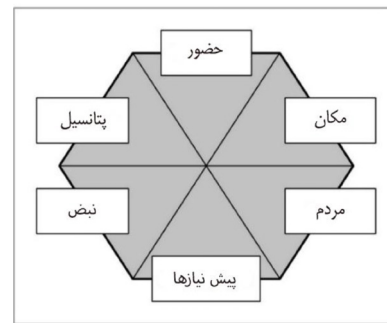 حضور
مکان
پتانسیل
مردم
نبض
پیش نیازها